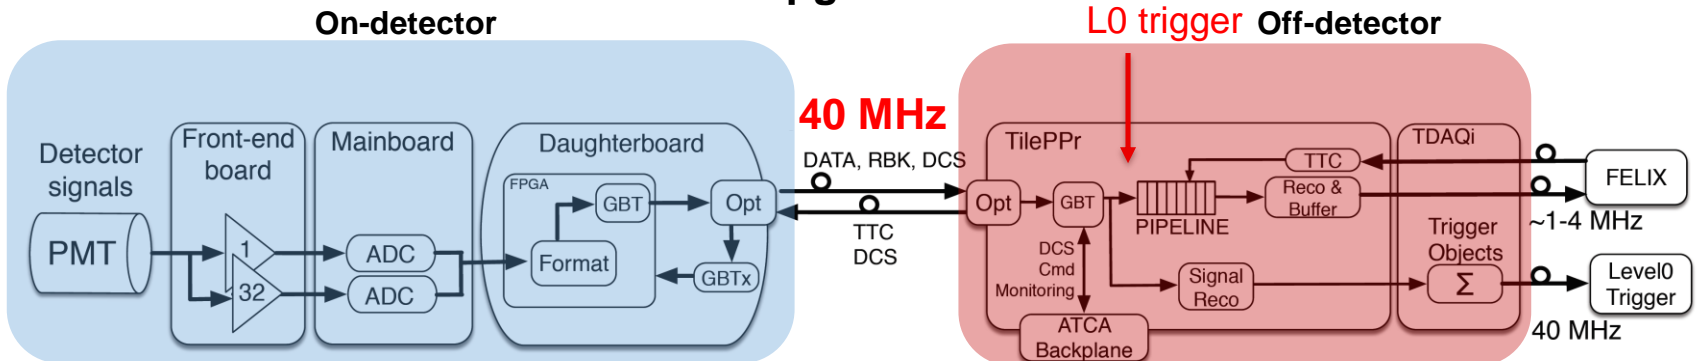 On-detector
L0 trigger Off-detector
40 MHz
Detector
signals
PMT
Front-end
board
1
32
Mainboard
ADC
ADC
Daughterboard
FPGA
GBT
Format
Opt
GBTx
DATA, RBK, DCS
TTC
DCS
TilePPr
Opt
GBT
PIPELINE
TTC
Reco &
Buffer
DCS
Cmd
Monitoring
Signal
Reco
ATCA
Backplane
TDAQi
Trigger
Objects
Σ
FELIX
~1-4 MHz
Level0
Trigger
40 MHz